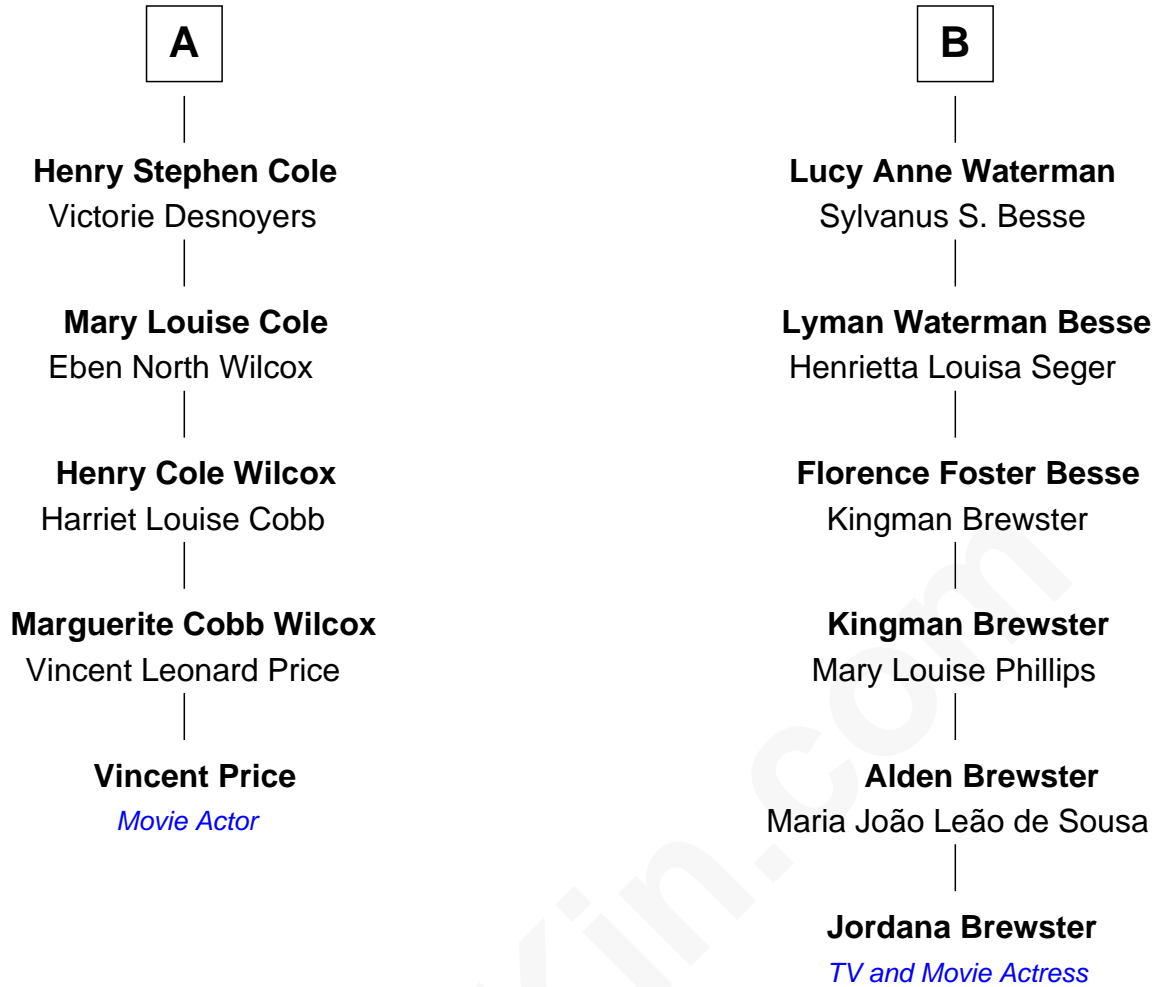 A
Henry Stephen Cole
Victorie Desnoyers
Mary Louise Cole
Eben North Wilcox
Henry Cole Wilcox
Harriet Louise Cobb
Marguerite Cobb Wilcox
Vincent Leonard Price
Vincent Price
Movie Actor
B
Lucy Anne Waterman
Sylvanus S. Besse
Lyman Waterman Besse
Henrietta Louisa Seger
Florence Foster Besse
Kingman Brewster
Kingman Brewster
Mary Louise Phillips
Alden Brewster
Maria João Leão de Sousa
Jordana Brewster
TV and Movie Actress
Kin.com